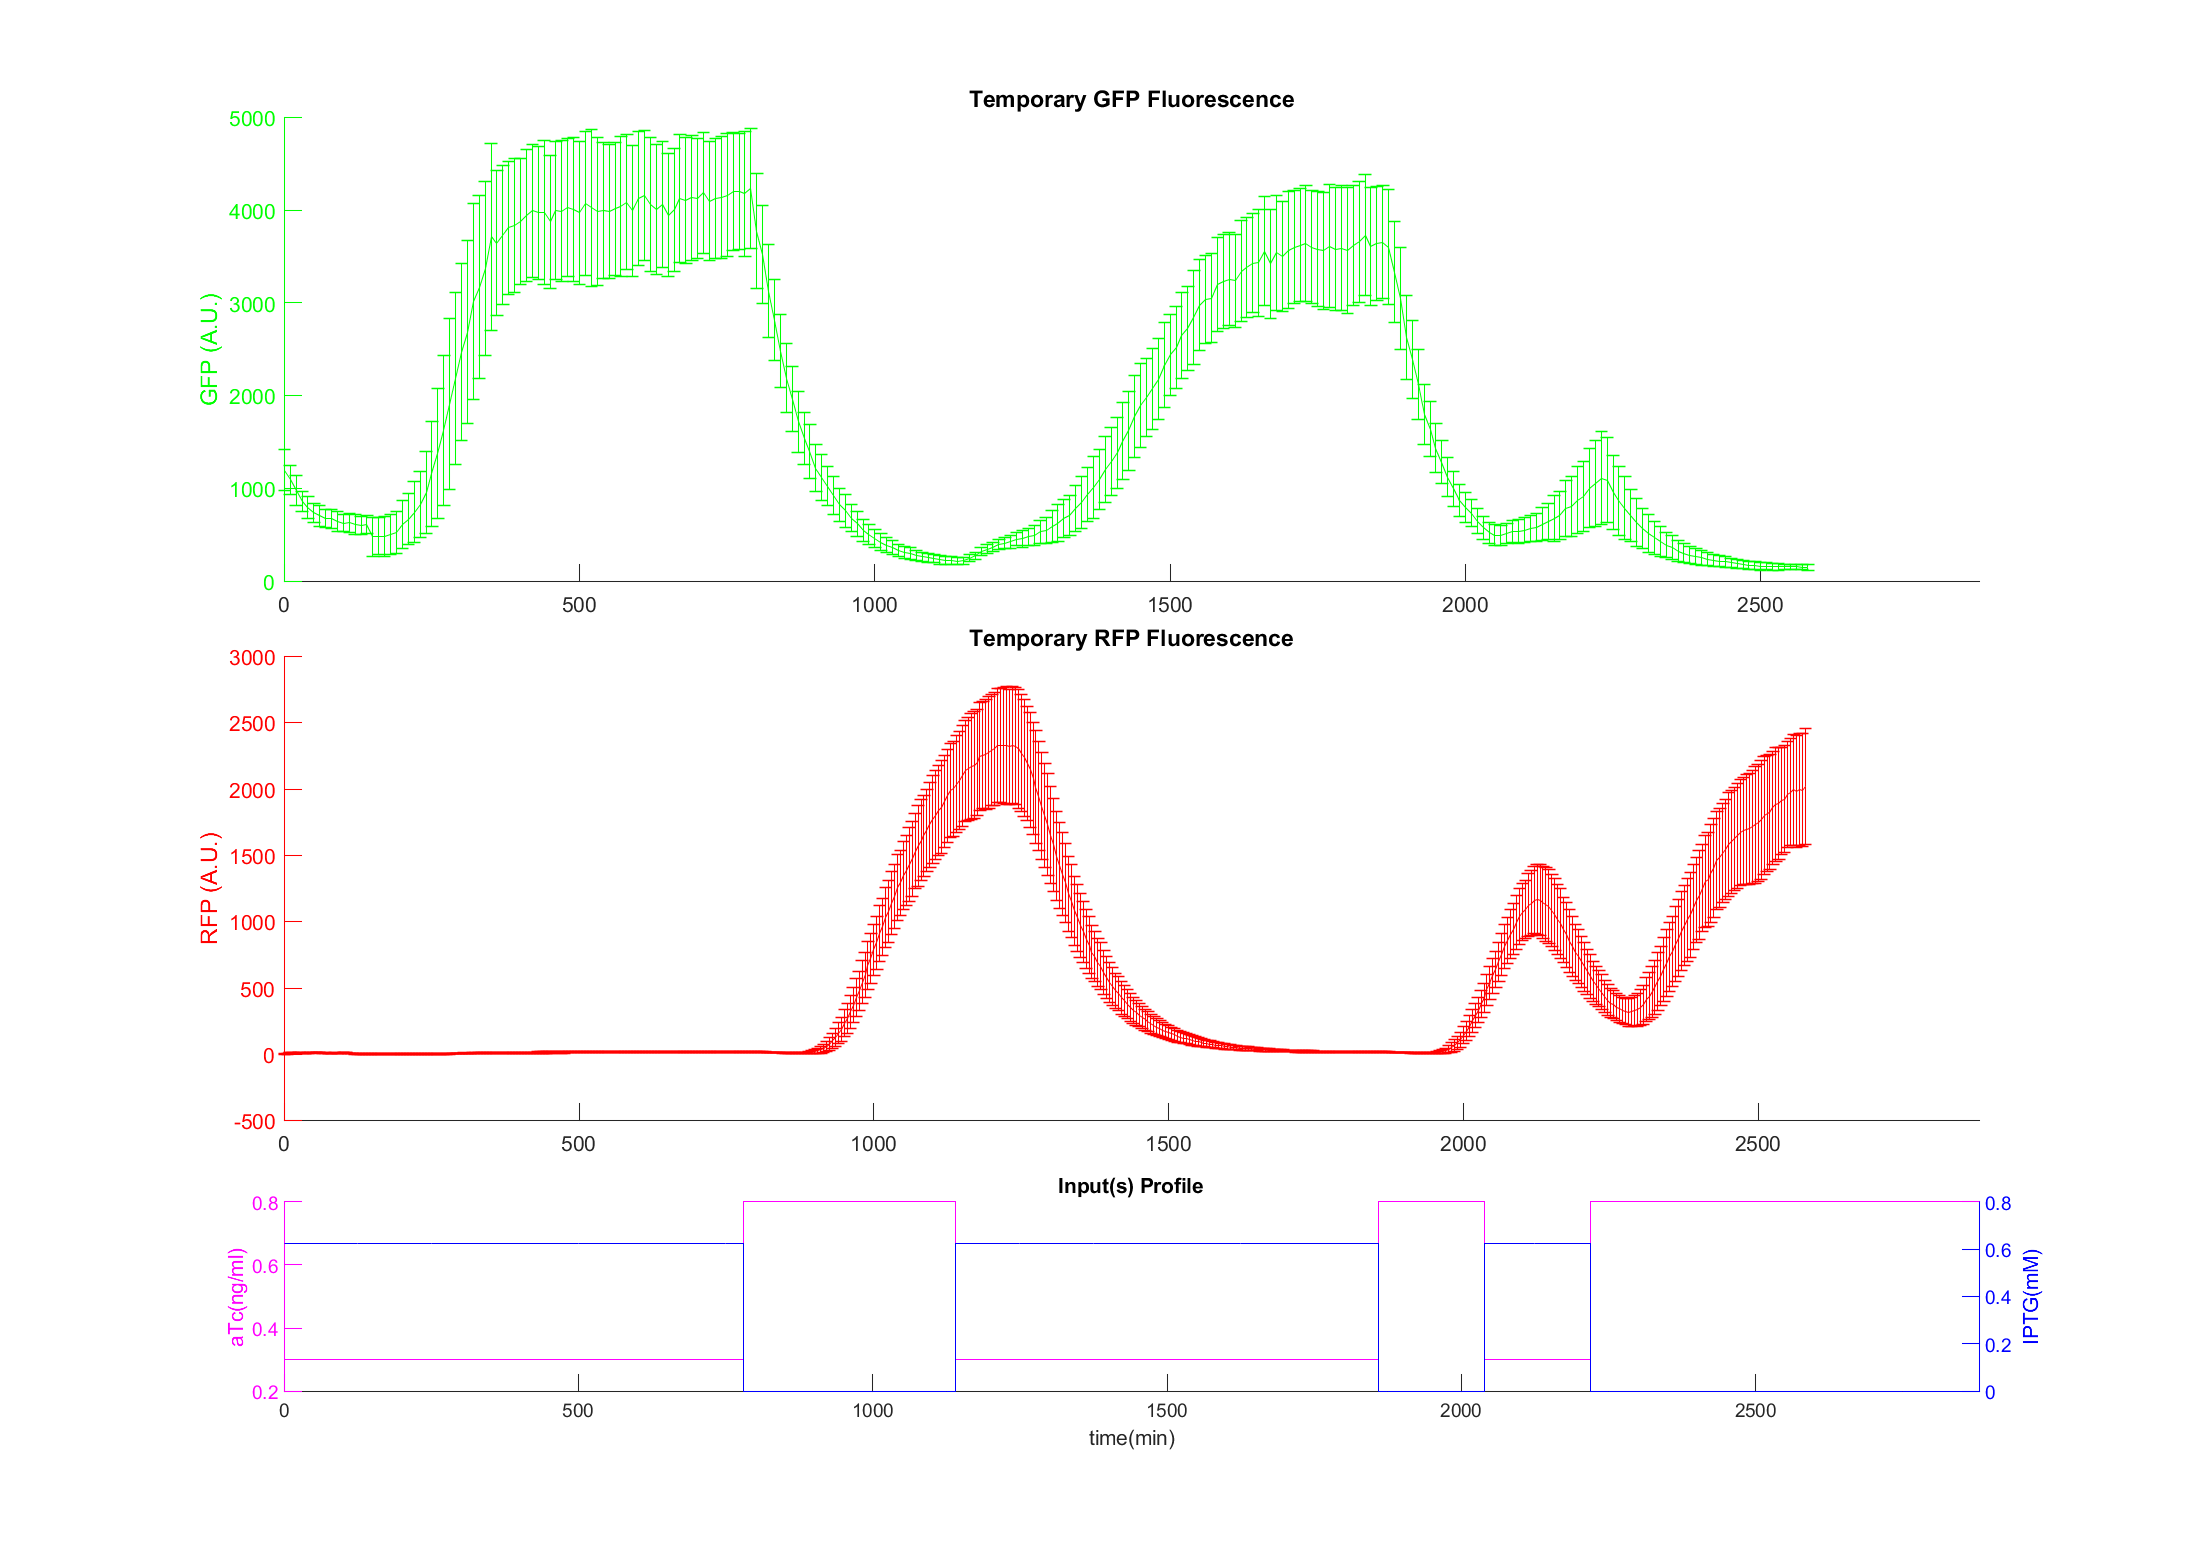 Temporary GFP Fluorescence
GFP (A.U.)
5000
4000
3000
2000
1000
0
0 500 1000 1500 2000 2500
Temporary RFP Fluorescence
RFP (A.U.)
3000
2500
2000
1500
1000
500
0
-500
0 500 1000 1500 2000 2500
Input(s) Profile
aTc(ng/ml)
0.8
0.6
0.4
0.2
IPTG(mM)
0.8
0.6
0.4
0.2
0
0 500 1000 1500 2000 2500
time(min)